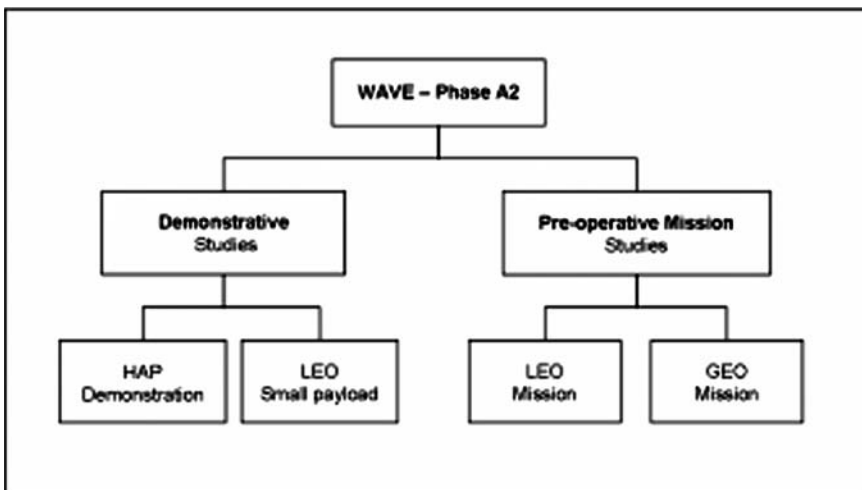 WAVE – Phase A2
Demonstrative
Studies
Pre-operative Mission
Studies
HAP
Demonstration
LEO
Small payload
LEO
Mission
GEO
Mission